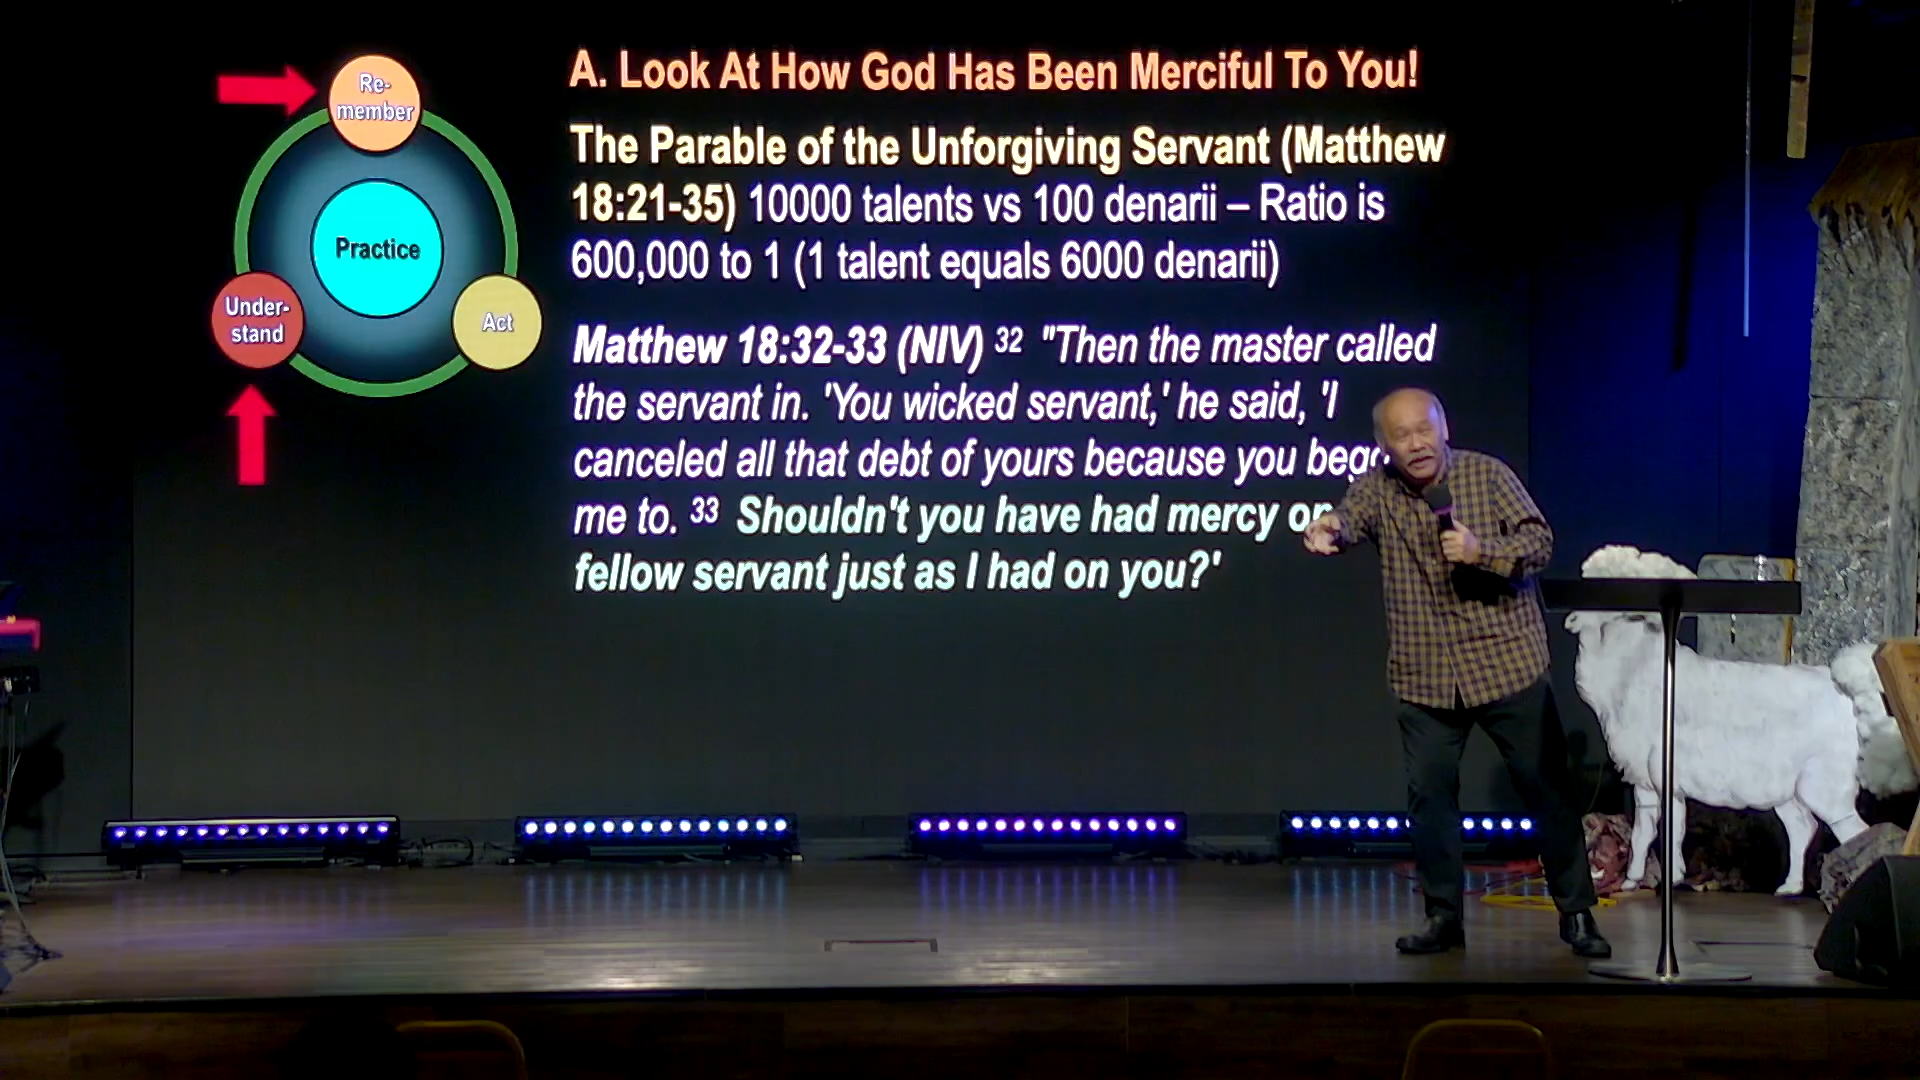 Re-
member
Practice
Under-
stand
Act
A. Look At How God Has Been Merciful To You!
The Parable of the Unforgiving Servant (Matthew
18:21-35) 10000 talents vs 100 denarii – Ratio is
600,000 to 1 (1 talent equals 6000 denarii)
Matthew 18:32-33 (NIV) 32 "Then the master called
the servant in. 'You wicked servant,' he said, 'I
canceled all that debt of yours because you
me to. 33 Shouldn't you have had mercy on
fellow servant just as I had on you?'